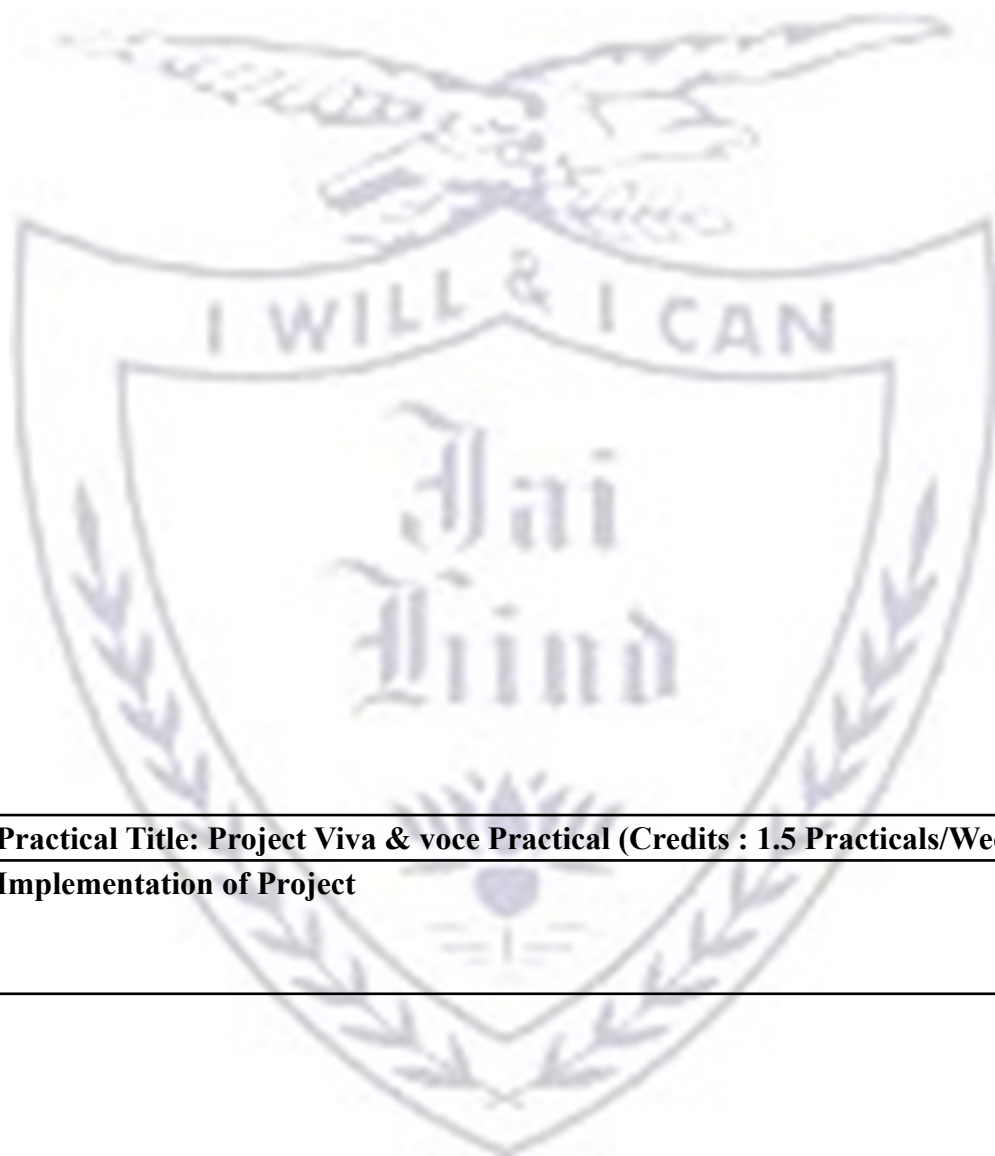 I WILL & I CAN
Jai
Hind
Practical Title: Project Viva & voce Practical (Credits : 1.5 Practicals/We
Implementation of Project